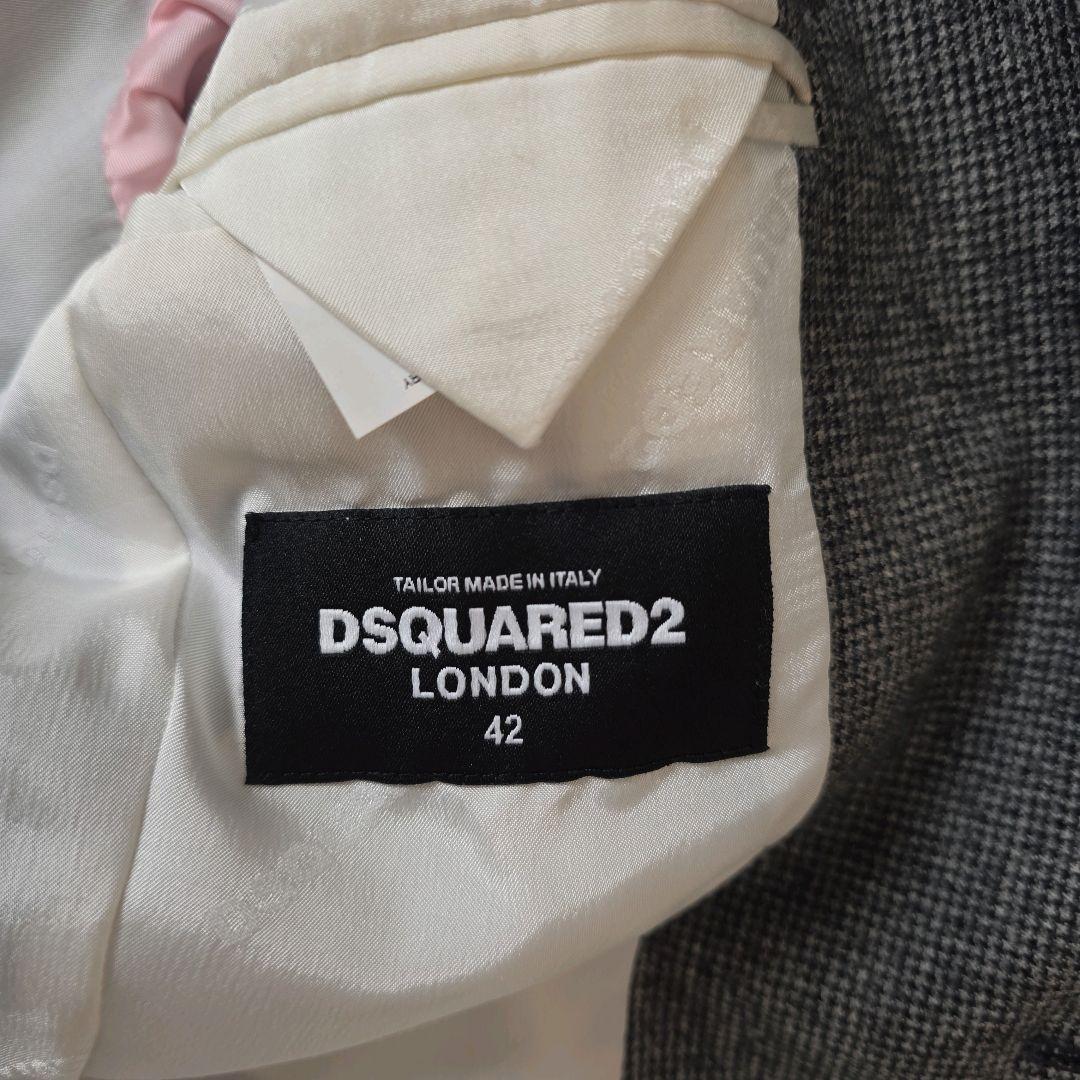 TAILOR MADE IN ITALY
DSQUARED2
LONDON
42